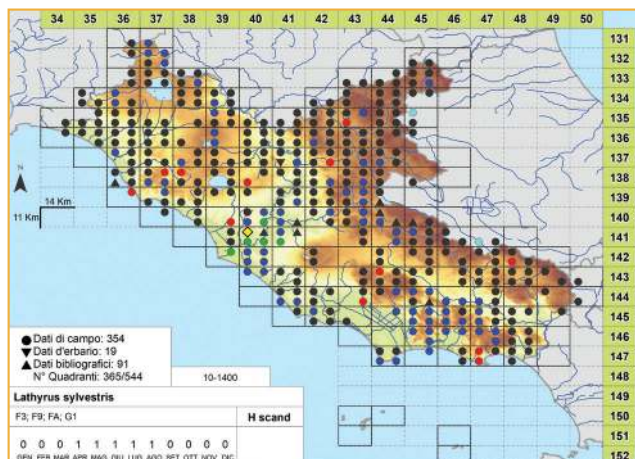 34 35 36 37 38 39 40 41 42 43 44 45 46 47 48 49 50
131
132
133
134
135
136
137
138
139
140
141
142
143
144
145
146
147
148
149
150
151
152
N
14 Km
11 Km
Dati di campo: 354
Dati d'erbario: 19
Dati bibliografici: 91
N° Quadranti: 365/544
10-1400
Lathyrus sylvestris
F3; F9; FA; G1
H scand
0 0 0 1 1 1 1 1 0 0 0 0
GEN FEB MAR APR MAG GIU LUG AGO SET OTT NOV DIC